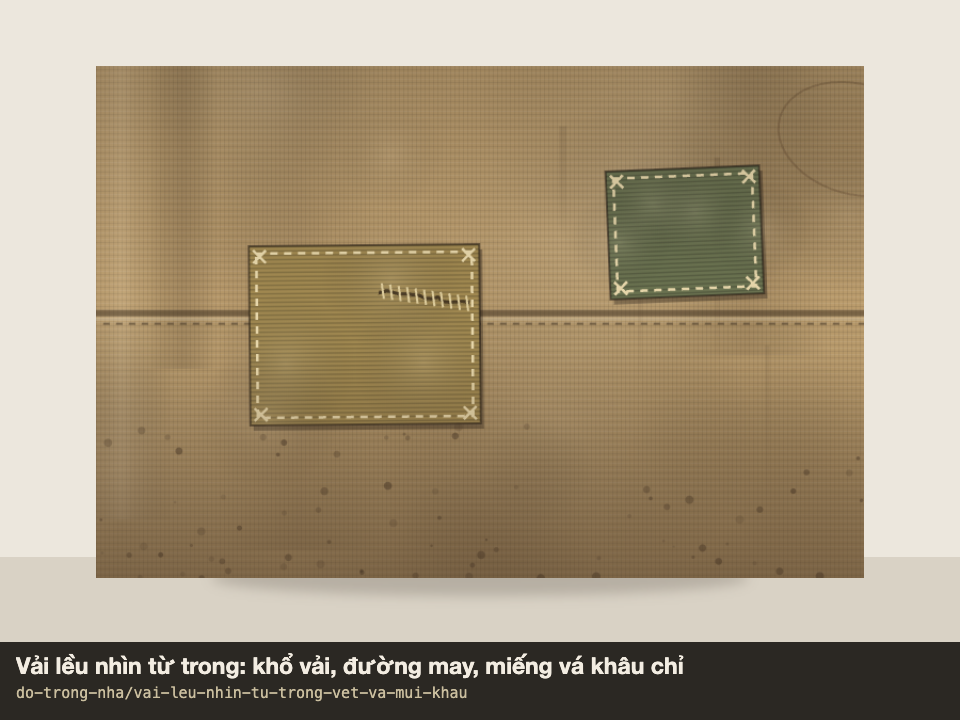 Vải lều nhìn từ trong: khổ vải, đường may, miếng vá khâu chỉ
do-trong-nha/vai-leu-nhin-tu-trong-vet-va-mui-khau